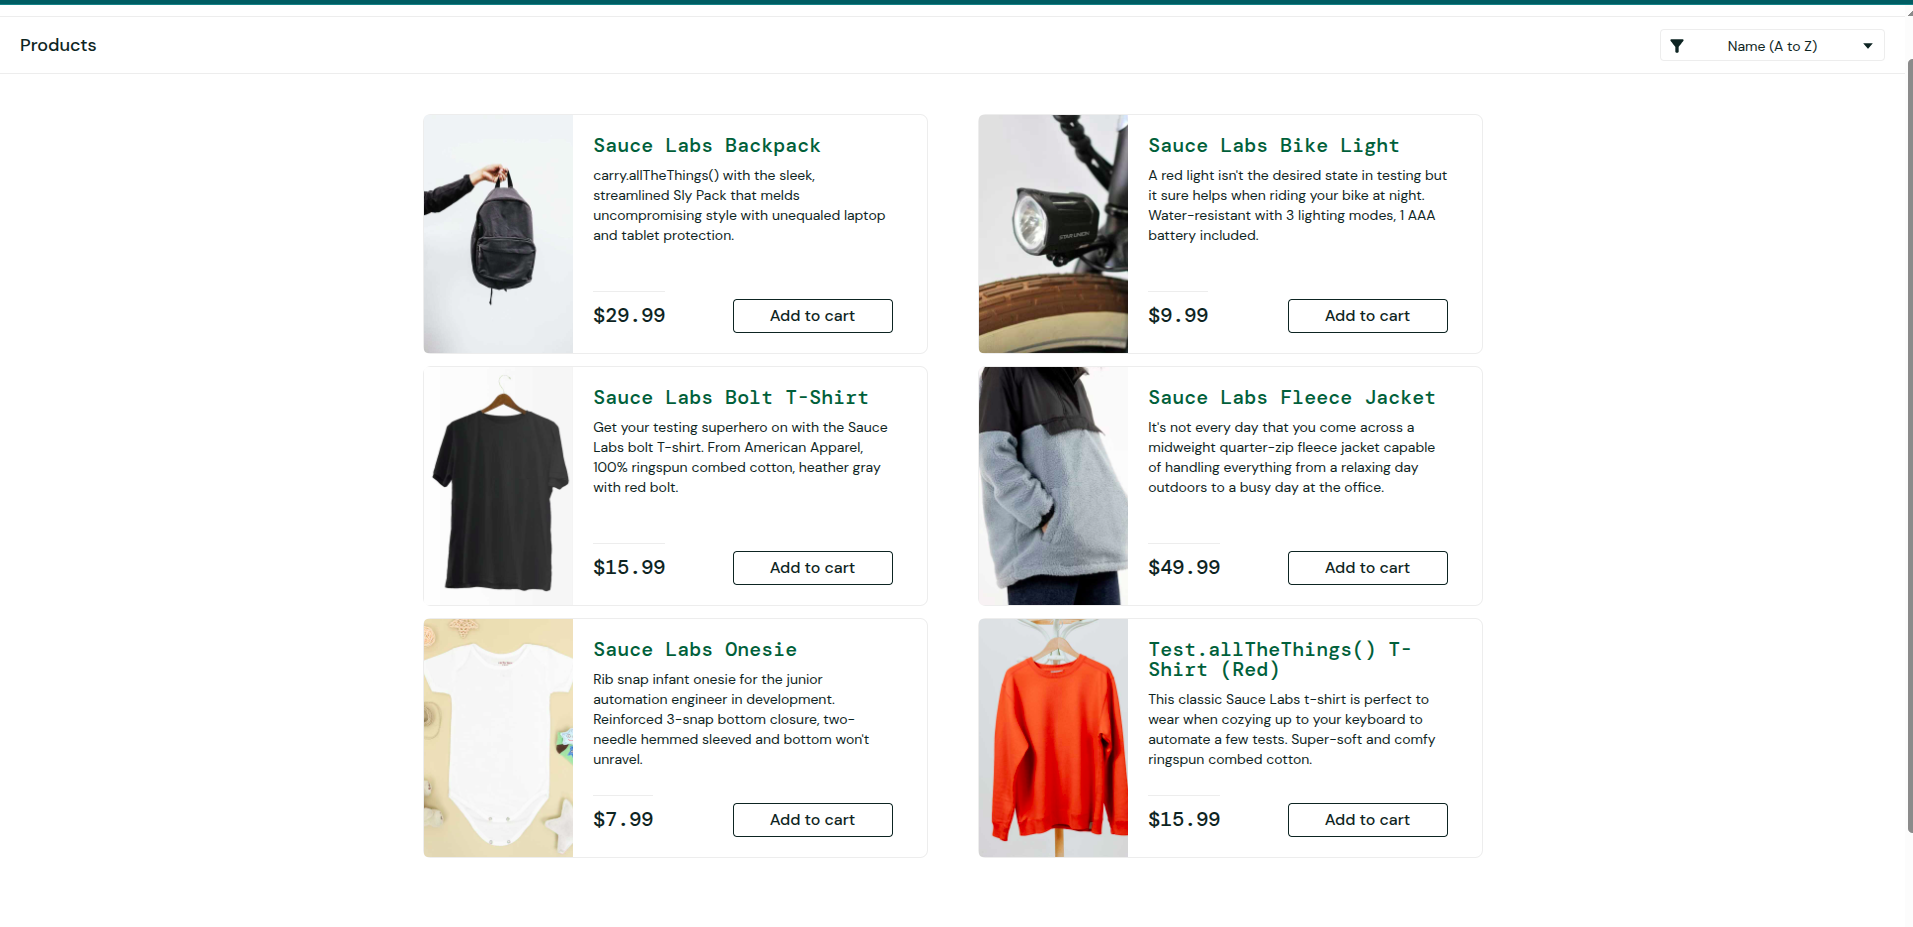 Products
Name (A to Z)
Sauce Labs Backpack
carry.allTheThings() with the sleek,
streamlined Sly Pack that melds
uncompromising style with unequaled laptop
and tablet protection.
$29.99
Add to cart
Sauce Labs Bike Light
A red light isn't the desired state in testing but
it sure helps when riding your bike at night.
Water-resistant with 3 lighting modes, 1 AAA
battery included.
$9.99
Add to cart
Sauce Labs Bolt T-Shirt
Get your testing superhero on with the Sauce
Labs bolt T-shirt. From American Apparel,
100% ringspun combed cotton, heather gray
with red bolt.
$15.99
Add to cart
Sauce Labs Fleece Jacket
It's not every day that you come across a
midweight quarter-zip fleece jacket capable
of handling everything from a relaxing day
outdoors to a busy day at the office.
$49.99
Add to cart
Sauce Labs Onesie
Rib snap infant onesie for the junior
automation engineer in development.
Reinforced 3-snap bottom closure, two-
needle hemmed sleeved and bottom won't
unravel.
$7.99
Add to cart
Test.allTheThings() T-
Shirt (Red)
This classic Sauce Labs t-shirt is perfect to
wear when cozying up to your keyboard to
automate a few tests. Super-soft and comfy
ringspun combed cotton.
$15.99
Add to cart